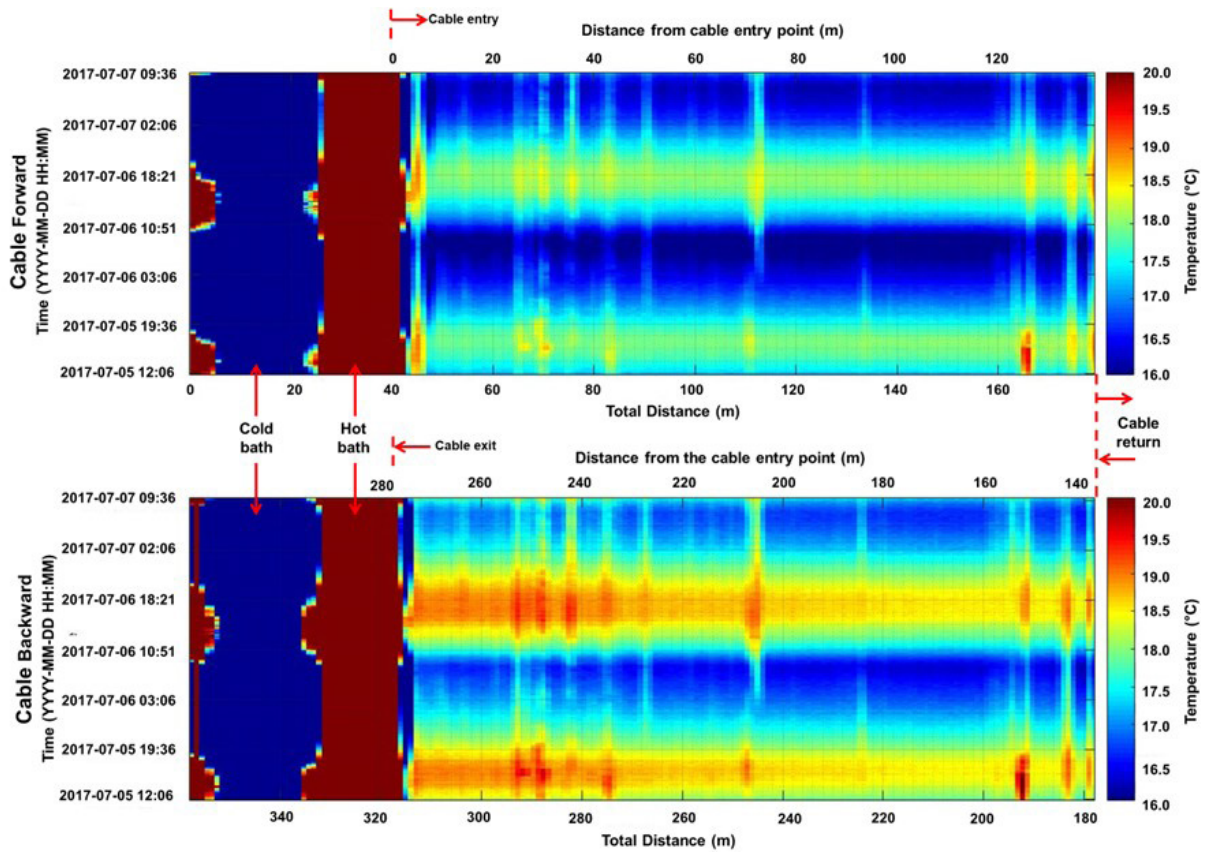 Cable entry
Distance from cable entry point (m)
0 20 40 60 80 100 120
Cable Forward
Time (YYYY-MM-DD HH:MM)
2017-07-07 09:36
2017-07-07 02:06
2017-07-06 18:21
2017-07-06 10:51
2017-07-06 03:06
2017-07-05 19:36
2017-07-05 12:06
20.0
19.5
19.0
18.5
18.0
17.5
17.0
16.5
16.0
Temperature (°C)
0 20 40 60 80 100 120 140 160
Total Distance (m)
Cold bath
Hot bath
Cable exit
Cable return
Distance from the cable entry point (m)
280 260 240 220 200 180 160 140
Cable Backward
Time (YYYY-MM-DD HH:MM)
2017-07-07 09:36
2017-07-07 02:06
2017-07-06 18:21
2017-07-06 10:51
2017-07-06 03:06
2017-07-05 19:36
2017-07-05 12:06
20.0
19.5
19.0
18.5
18.0
17.5
17.0
16.5
16.0
Temperature (°C)
340 320 300 280 260 240 220 200 180
Total Distance (m)